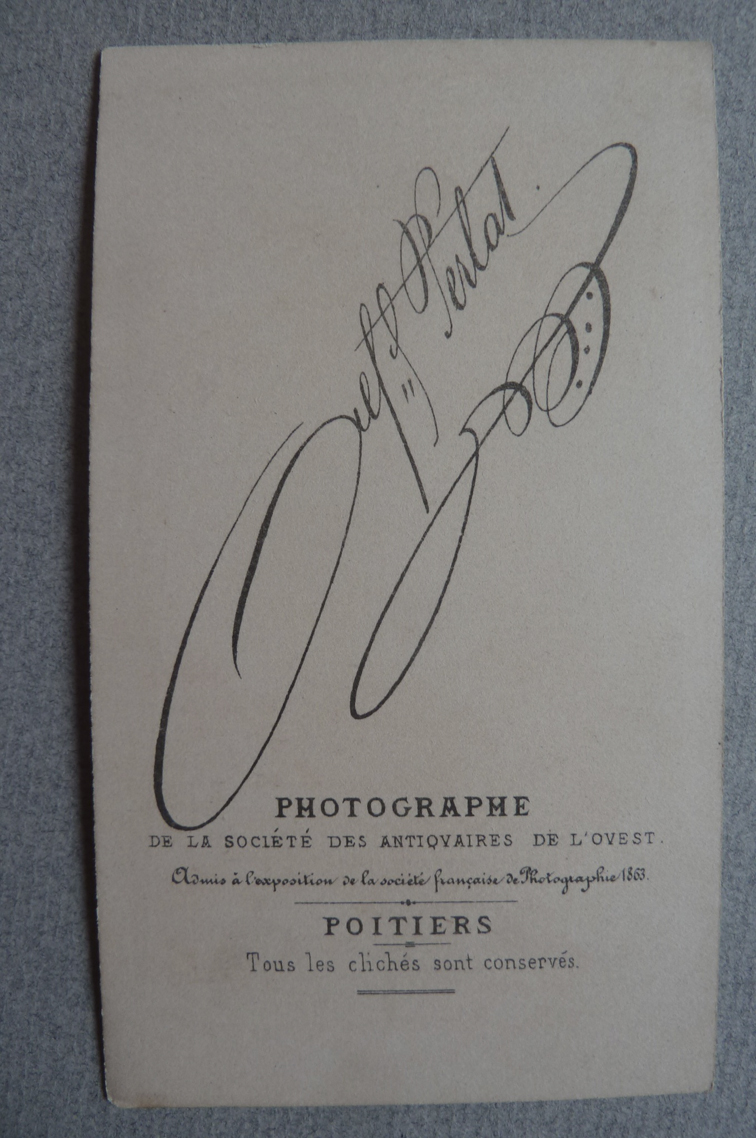 Perlat.
PHOTOGRAPHE
DE LA SOCIÉTÉ DES ANTIQVAIRES DE L'OVEST.
Admis à l'exposition de la société française de Photographie 1863.
POITIERS
Tous les clichés sont conservés.